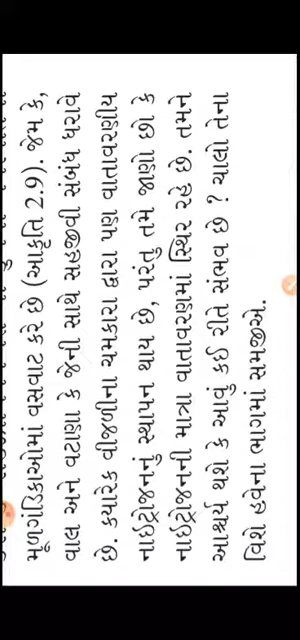 મૂળગંડિકાઓમાં વસવાટ કરે છે (આકૃતિ 2.9). જેમ કે,
વાલ અને વટાણા કે જેની સાથે સહજીવી સંબંધ ધરાવે
છે. ક્યારેક વીજળીના ચમકારા દ્વારા પણ વાતાવરણીય
નાઇટ્રોજનનું સ્થાપન થાય છે, પરંતુ તમે જાણો છો કે
નાઇટ્રોજનની માત્રા વાતાવરણમાં સ્થિર રહે છે. તમને
આશ્ચર્ય થશે કે આવું કઈ રીતે સંભવ છે ? ચાલો તેના
વિશે હવેના ભાગમાં સમજીએ.